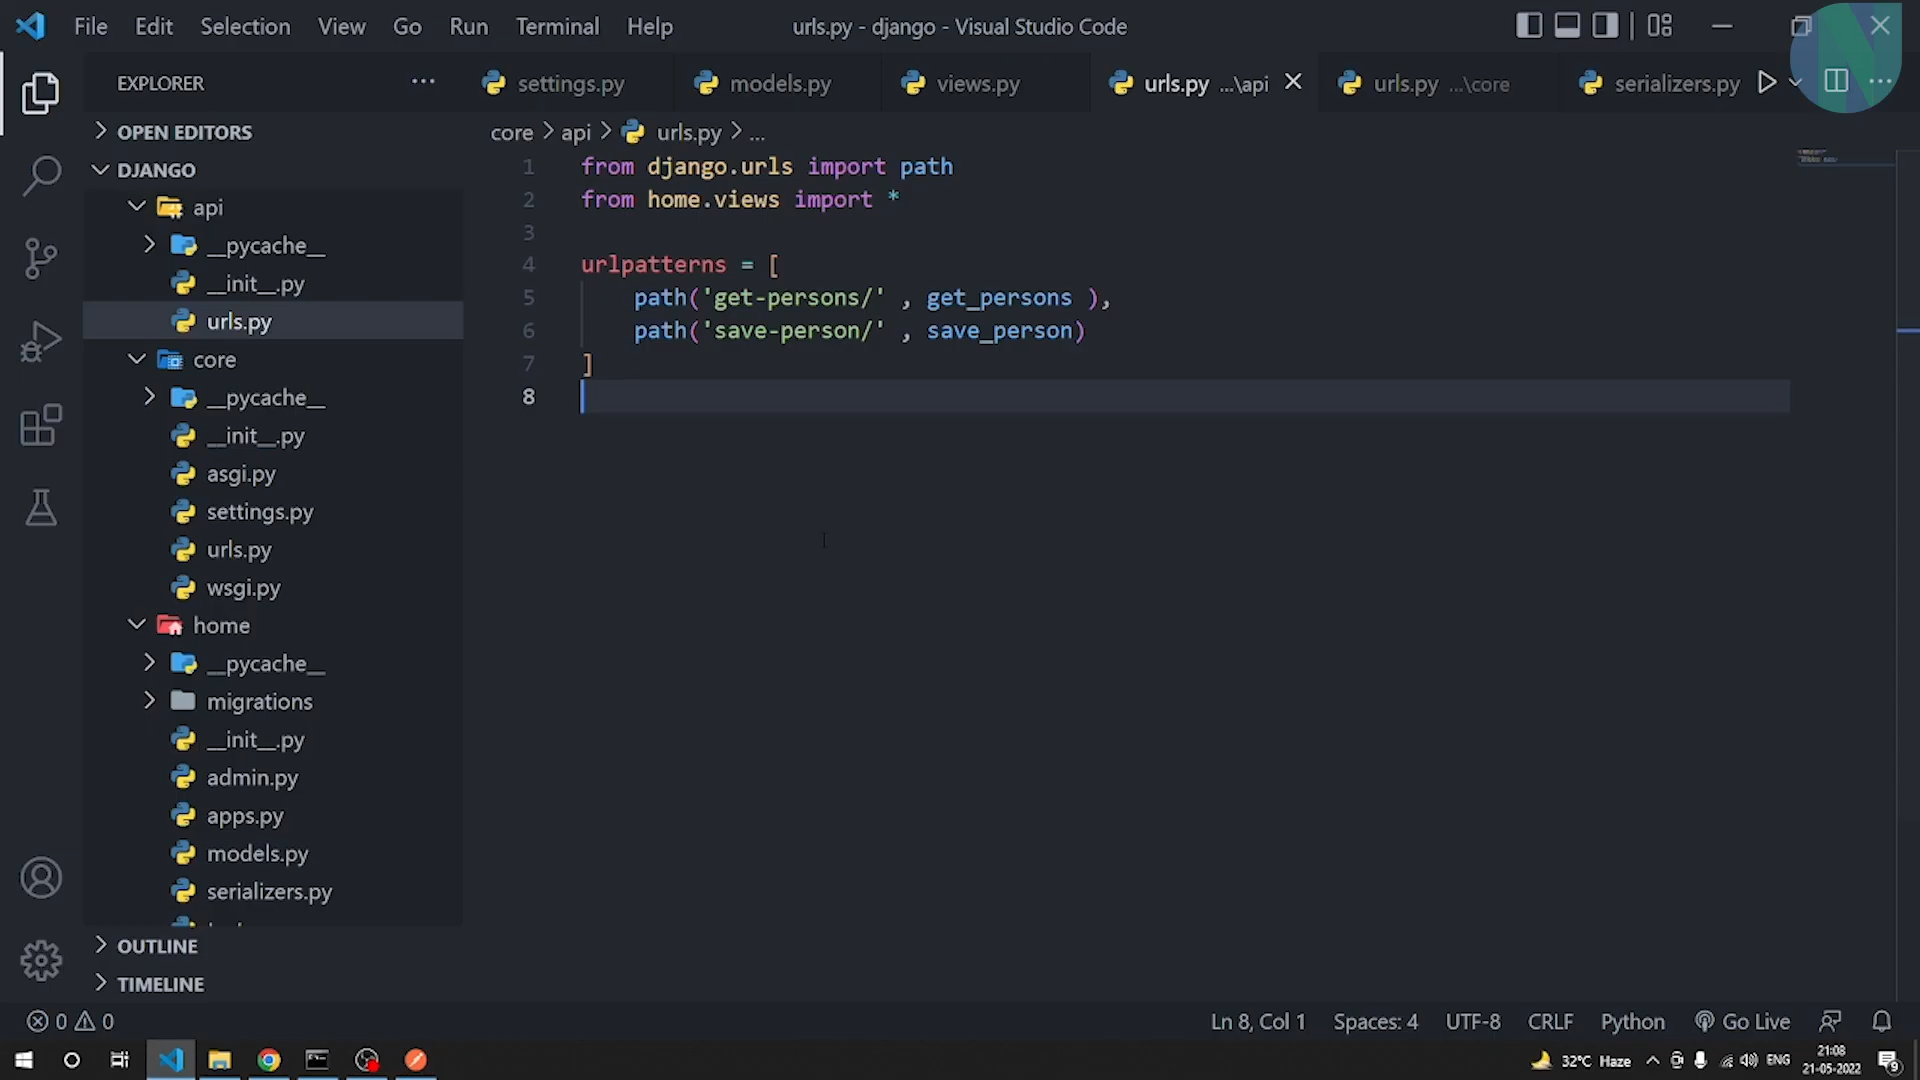 File Edit Selection View Go Run Terminal Help
urls.py - django - Visual Studio Code
EXPLORER
settings.py
models.py
views.py
urls.py ...\api
urls.py ...\core
serializers.py
OPEN EDITORS
DJANGO
api
__pycache__
__init__.py
urls.py
core
__pycache__
__init__.py
asgi.py
settings.py
urls.py
wsgi.py
home
__pycache__
migrations
__init__.py
admin.py
apps.py
models.py
serializers.py
OUTLINE
TIMELINE
core > api > urls.py > ...
1 from django.urls import path
2 from home.views import *
3
4 urlpatterns = [
5 path('get-persons/' , get_persons ),
6 path('save-person/' , save_person)
7 ]
8
0 0
Ln 8, Col 1 Spaces: 4 UTF-8 CRLF Python Go Live
32°C Haze ENG
21:08
21-05-2022
9